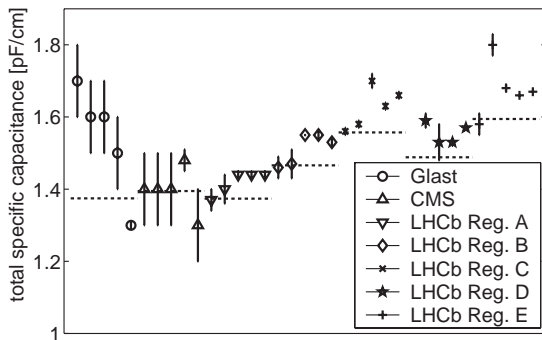 total specific capacitance [pF/cm]
1.8
1.6
1.4
1.2
1
Glast
CMS
LHCb Reg. A
LHCb Reg. B
LHCb Reg. C
LHCb Reg. D
LHCb Reg. E